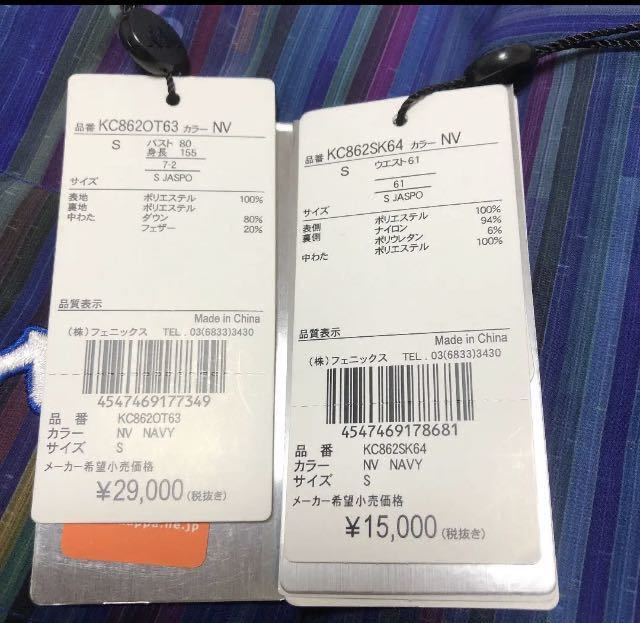 品番 KC862OT63 カラー NV
S バスト 80
身長 155
7-2
サイズ S JASPO
表地 ポリエステル 100%
裏地 ポリエステル
中わた ダウン 80%
フェザー 20%
品質表示
Made in China
(株)フェニックス TEL.03(6833)3430
4547469177349
品番 KC862OT63
カラー NV NAVY
サイズ S
メーカー希望小売価格
¥29,000(税抜き)
品番 KC862SK64 カラー NV
S ウエスト 61
61
サイズ S JASPO
表側 ポリエステル 100%
裏側 ナイロン 94%
ポリウレタン 6%
中わた ポリエステル 100%
品質表示
Made in China
(株)フェニックス TEL.03(6833)3430
4547469178681
品番 KC862SK64
カラー NV NAVY
サイズ S
メーカー希望小売価格
¥15,000(税抜き)